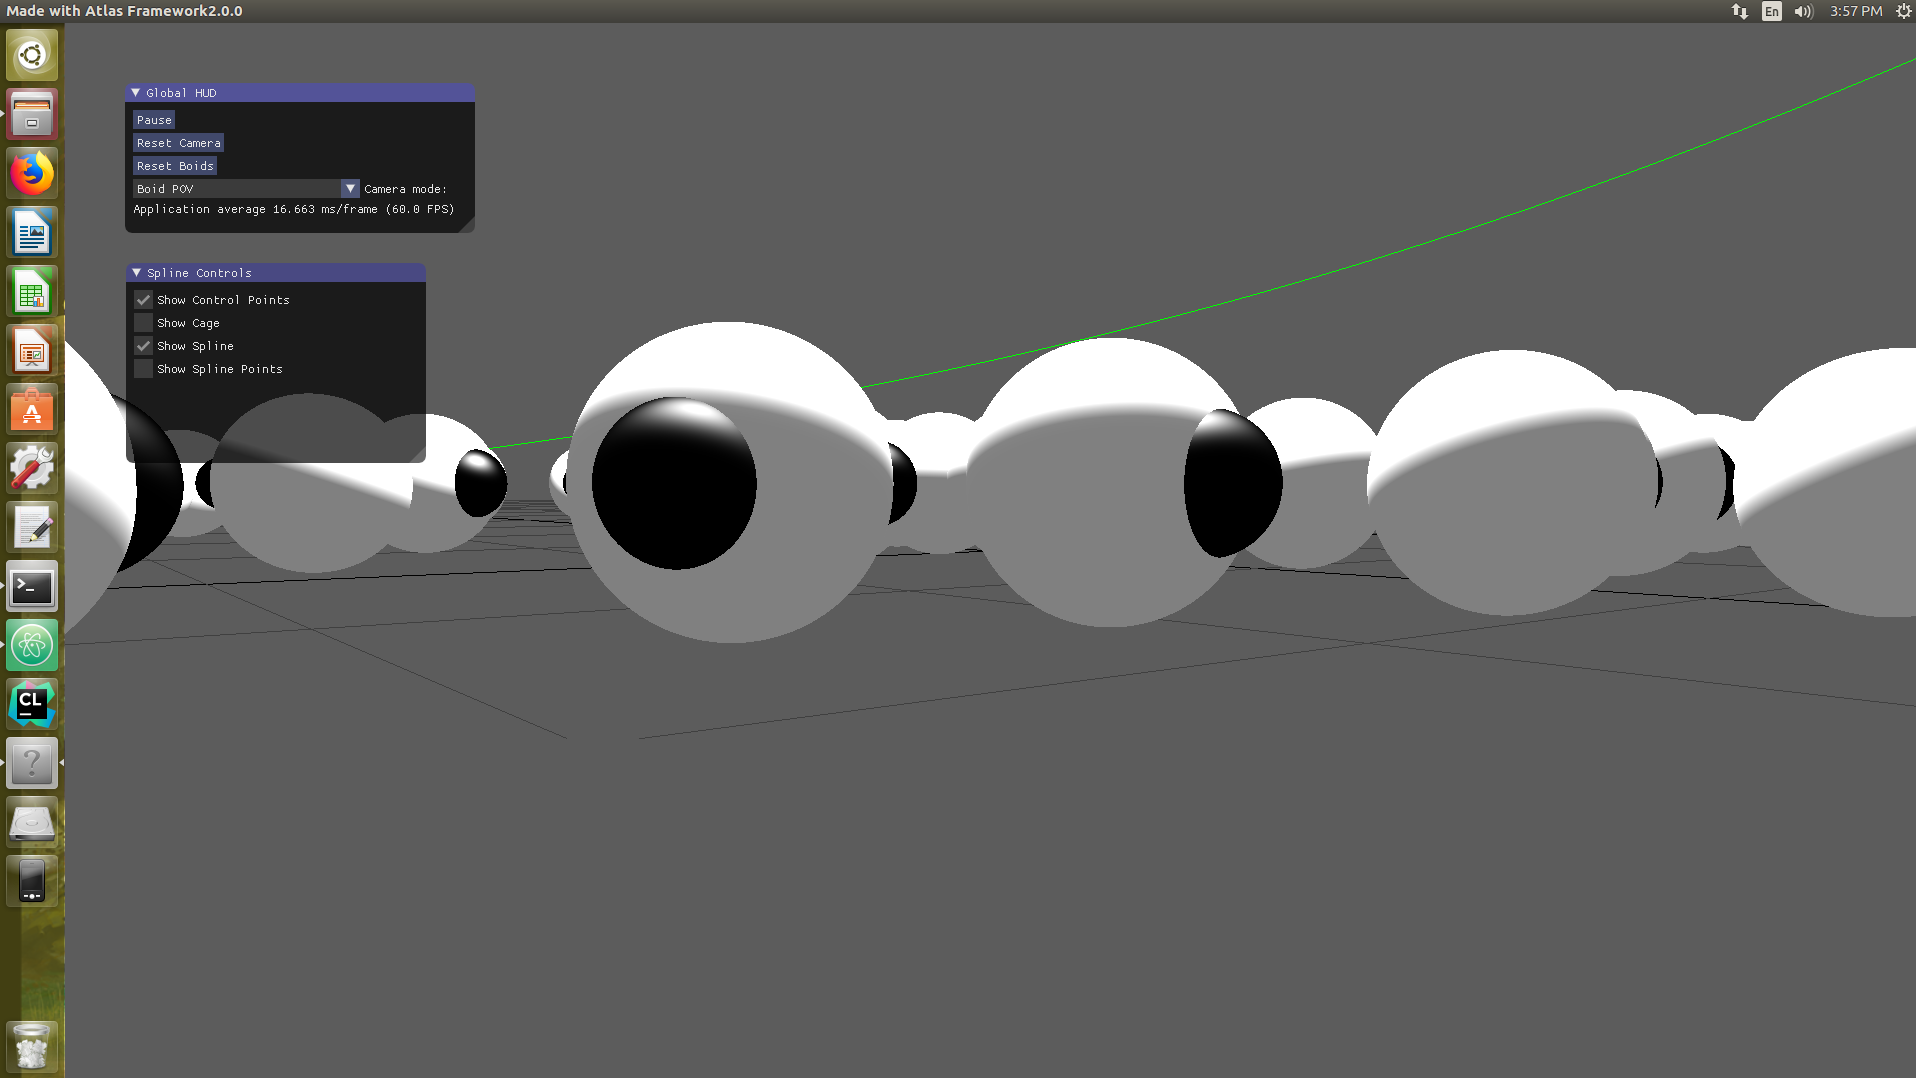 Made with Atlas Framework2.0.0
En
3:57 PM
Global HUD
Pause
Reset Camera
Reset Boids
Boid POV Camera mode:
Application average 16.663 ms/frame (60.0 FPS)
Spline Controls
Show Control Points
Show Cage
Show Spline
Show Spline Points
A
>_
CL
?